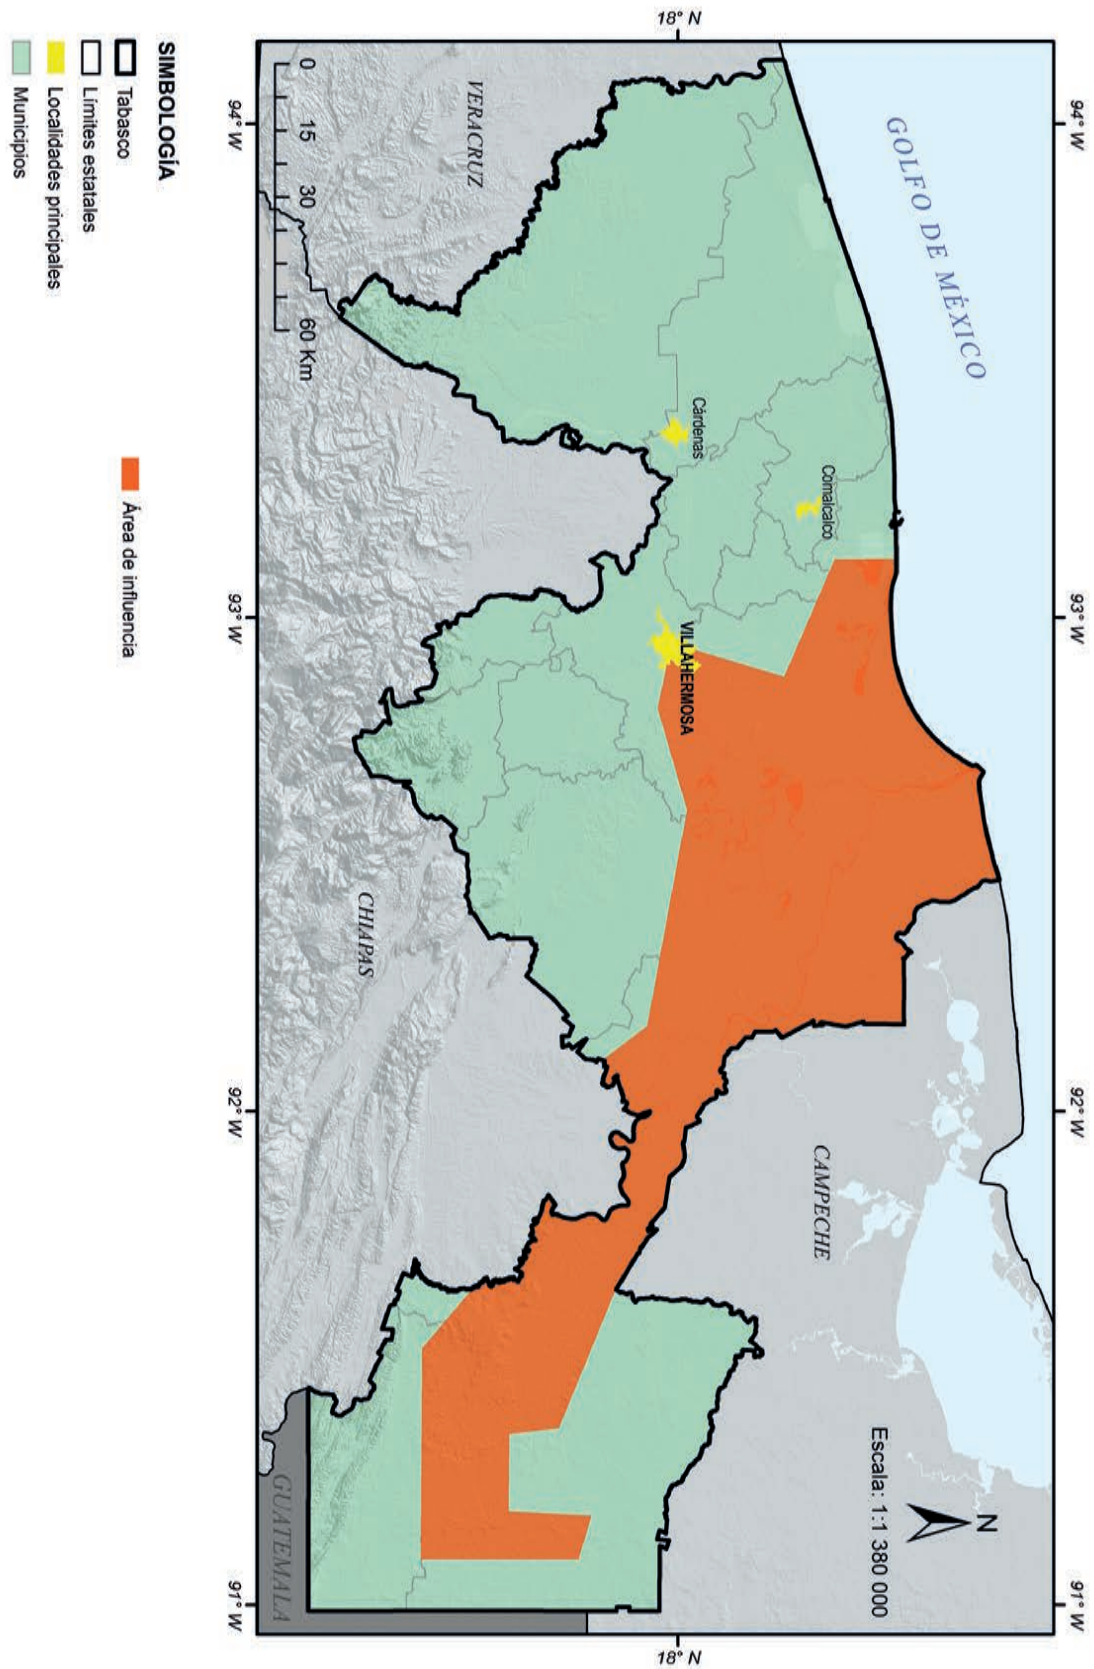 94° W
93° W
92° W
91° W
GOLFO DE MÉXICO
N
Escala: 1:1 380 000
CAMPECHE
Comalcalco
Cárdenas
VILLAHERMOSA
18° N
18° N
VERACRUZ
CHIAPAS
GUATEMALA
0 15 30 60 Km
94° W
93° W
92° W
91° W
SIMBOLOGÍA
Tabasco
Límites estatales
Localidades principales
Municipios
Área de influencia